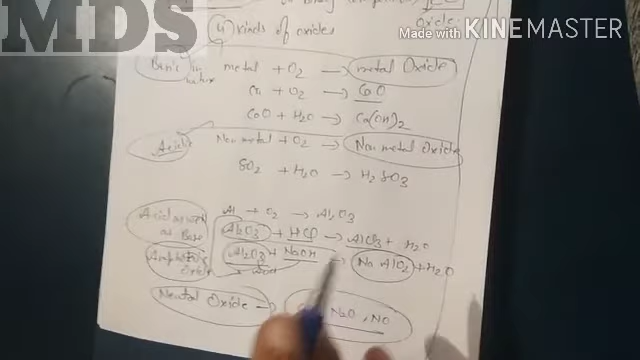 MDS
Made with KINEMASTER
oxide.
(4) kinds of oxides
Basic in nature metal + O2 → metal Oxide
Ca + O2 → CaO
CaO + H2O → Ca(OH)2
Acidic Non metal + O2 → Non metal oxide
SO2 + H2O → H2SO3
Al + O2 → Al2O3
Acid as well as Base Al2O3 + HCl → AlCl3 + H2O
Amphoteric Oxide Al2O3 + NaOH → NaAlO2 + H2O
Neutral Oxide → N2O, NO